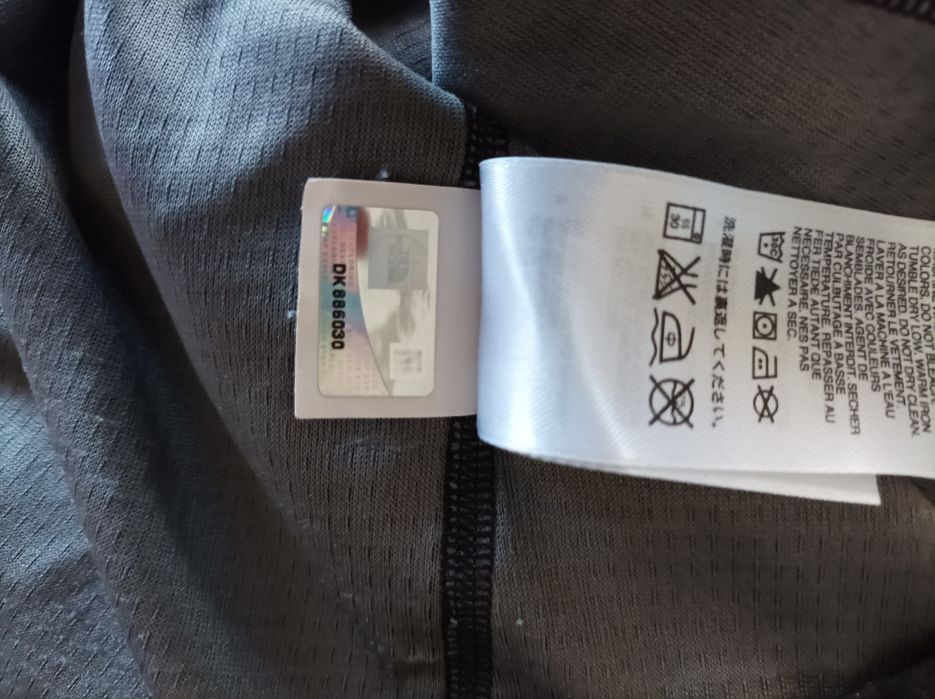 DK 886030
洗濯時には裏返してください。
COLORS. DO NOT BLEACH.
TUMBLE DRY LOW. WARM IRON
AS DESIRED. DO NOT DRY CLEAN.
RETOURNER LE VETEMENT.
LAVER A LA MACHINE A L'EAU
SEMBLABLES. AGENT DE
BLANCHIMENT INTERDIT. SECHER
PAR CULBUTAGE A BASSE
TEMPERATURE. REPASSER AU
FER TIEDE AUTANT QUE
NECESSAIRE. NE PAS
NETTOYER A SEC.